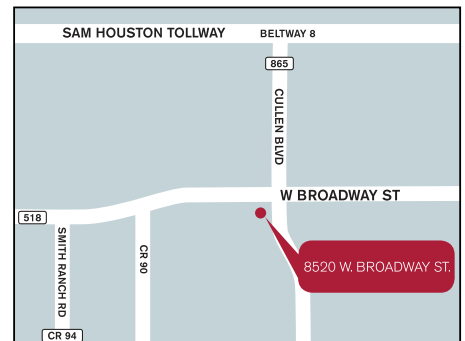 SAM HOUSTON TOLLWAY
BELTWAY 8
865
CULLEN BLVD
W BROADWAY ST
518
SMITH RANCH RD
CR 90
8520 W. BROADWAY ST.
CR 94